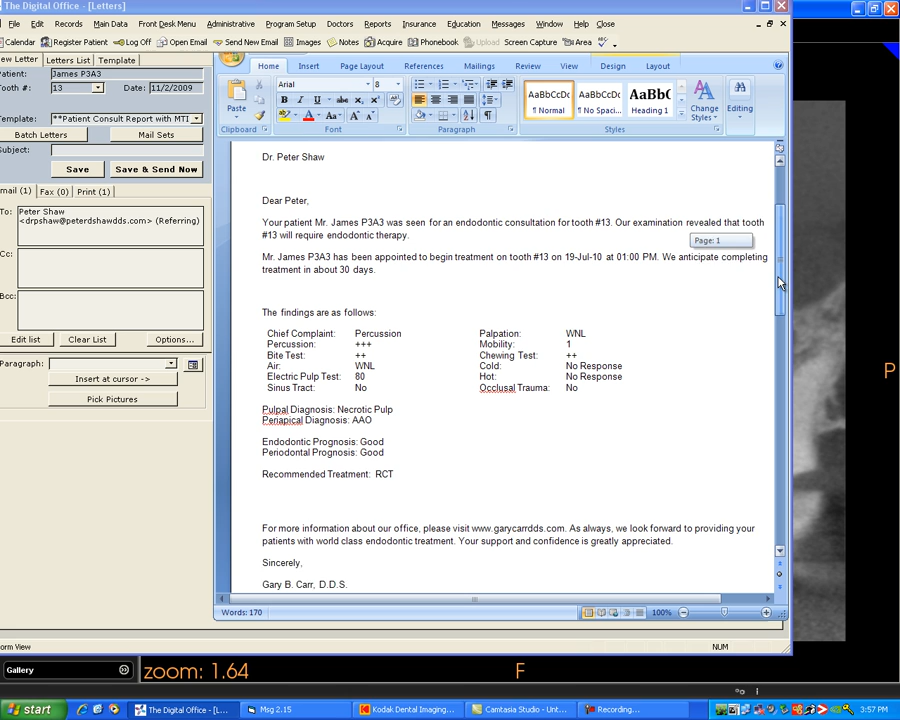 The Digital Office - [Letters]
File Edit Records Main Data Front Desk Menu Administrative Program Setup Doctors Reports Insurance Education Messages Window Help Close
Calendar Register Patient Log Off Open Email Send New Email Images Notes Acquire Phonebook Upload Screen Capture Area
Letters List Template
James P3A3
Tooth #: 13 Date: 11/2/2009
Template: **Patient Consult Report with MTI
Batch Letters Mail Sets
Subject:
Save Save & Send Now
Fax (0) Print (1)
To: Peter Shaw
<drpshaw@peterdshawdds.com> (Referring)
Cc:
Bcc:
Edit list Clear List Options...
Paragraph:
Insert at cursor ->
Pick Pictures
Home Insert Page Layout References Mailings Review View Design Layout
Paste
Arial 8
B I U abc x₂ x² Aa
AaBbCcDc AaBbCcDc AaBbC
¶ Normal ¶ No Spaci... Heading 1
Change Styles Editing
Clipboard Font Paragraph Styles
Dr. Peter Shaw
Dear Peter,
Your patient Mr. James P3A3 was seen for an endodontic consultation for tooth #13. Our examination revealed that tooth
#13 will require endodontic therapy.
Page: 1
Mr. James P3A3 has been appointed to begin treatment on tooth #13 on 19-Jul-10 at 01:00 PM. We anticipate completing
treatment in about 30 days.
The findings are as follows:
Chief Complaint: Percussion Palpation: WNL
Percussion: +++ Mobility: 1
Bite Test: ++ Chewing Test: ++
Air: WNL Cold: No Response
Electric Pulp Test: 80 Hot: No Response
Sinus Tract: No Occlusal Trauma: No
Pulpal Diagnosis: Necrotic Pulp
Periapical Diagnosis: AAO
Endodontic Prognosis: Good
Periodontal Prognosis: Good
Recommended Treatment: RCT
For more information about our office, please visit www.garycarrdds.com. As always, we look forward to providing your
patients with world class endodontic treatment. Your support and confidence is greatly appreciated.
Sincerely,
Gary B. Carr, D.D.S.
Words: 170 100%
P
NUM
Gallery zoom: 1.64 F
start The Digital Office - [L... Msg 2.15 Kodak Dental Imaging... Camtasia Studio - Unt... Recording... 3:57 PM